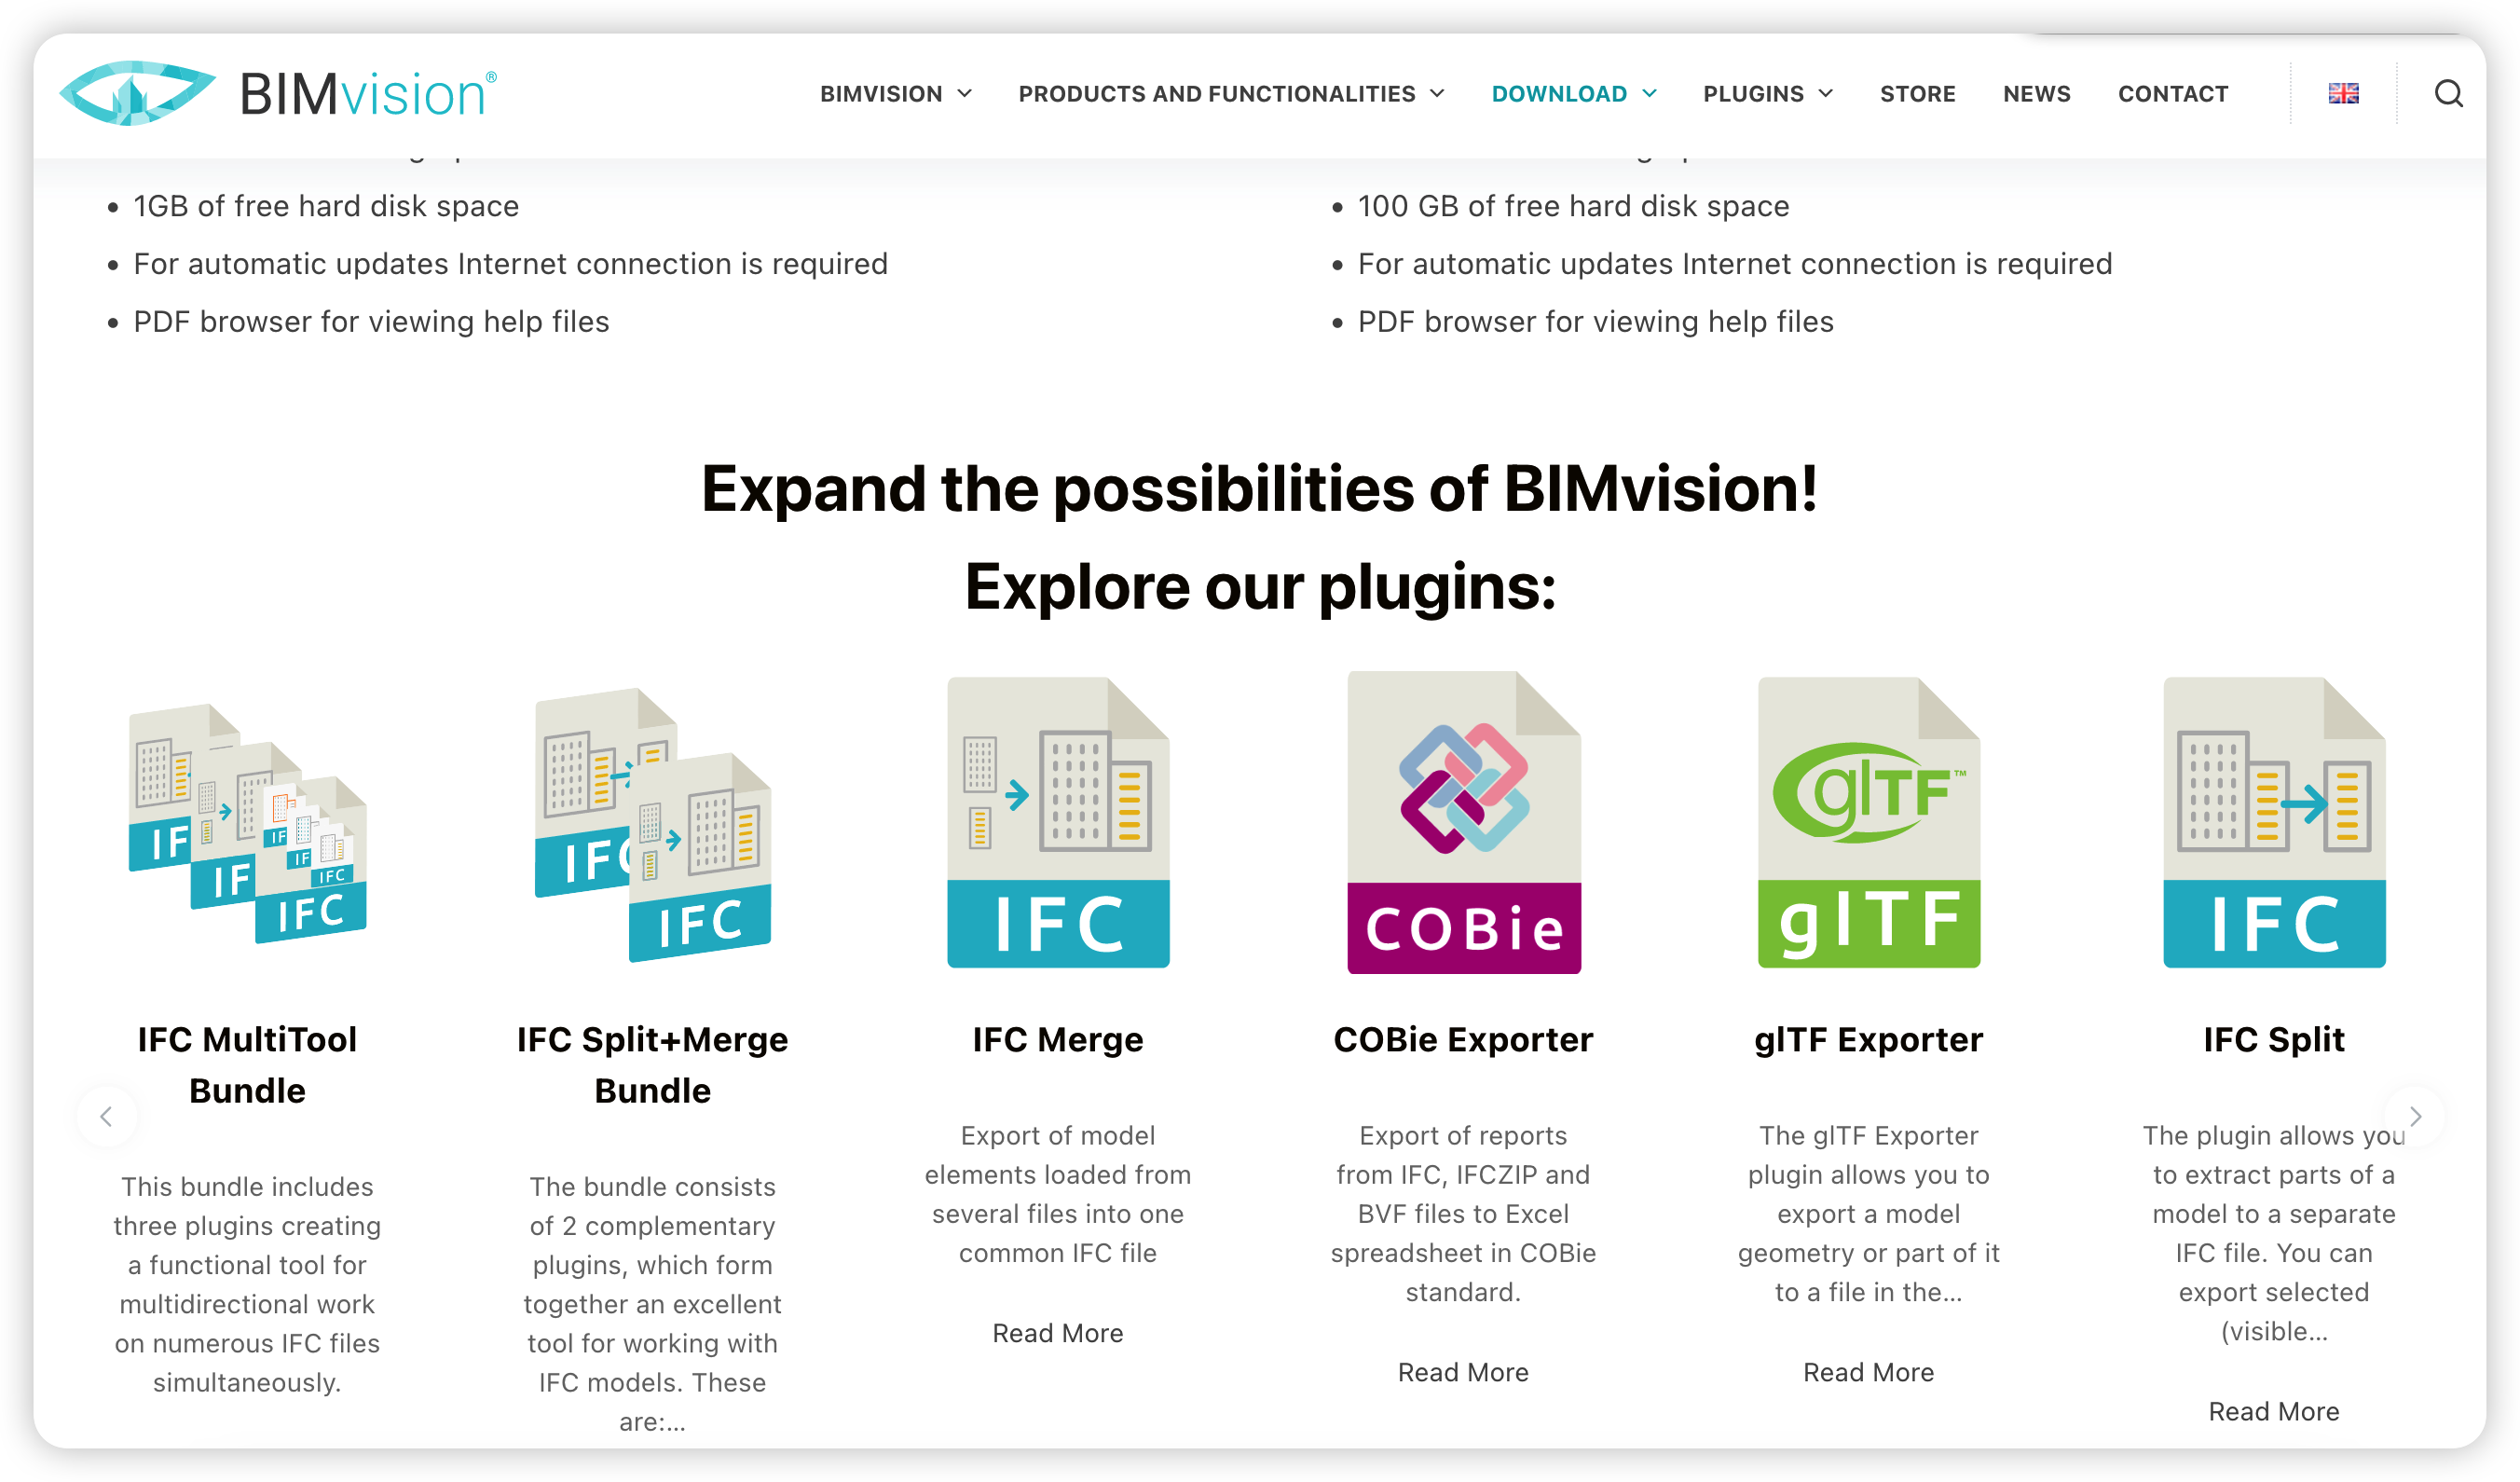 BIMvision®
BIMVISION
PRODUCTS AND FUNCTIONALITIES
DOWNLOAD
PLUGINS
STORE
NEWS
CONTACT
1GB of free hard disk space
For automatic updates Internet connection is required
PDF browser for viewing help files
100 GB of free hard disk space
For automatic updates Internet connection is required
PDF browser for viewing help files
Expand the possibilities of BIMvision!
Explore our plugins:
IF
IF
IF
IF
IFC
IFC
IFC
IFC
IFC
COBie
glTF™
glTF
IFC
IFC MultiTool
Bundle
This bundle includes
three plugins creating
a functional tool for
multidirectional work
on numerous IFC files
simultaneously.
IFC Split+Merge
Bundle
The bundle consists
of 2 complementary
plugins, which form
together an excellent
tool for working with
IFC models. These
are:...
IFC Merge
Export of model
elements loaded from
several files into one
common IFC file
Read More
COBie Exporter
Export of reports
from IFC, IFCZIP and
BVF files to Excel
spreadsheet in COBie
standard.
Read More
glTF Exporter
The glTF Exporter
plugin allows you to
export a model
geometry or part of it
to a file in the...
Read More
IFC Split
The plugin allows you
to extract parts of a
model to a separate
IFC file. You can
export selected
(visible...
Read More